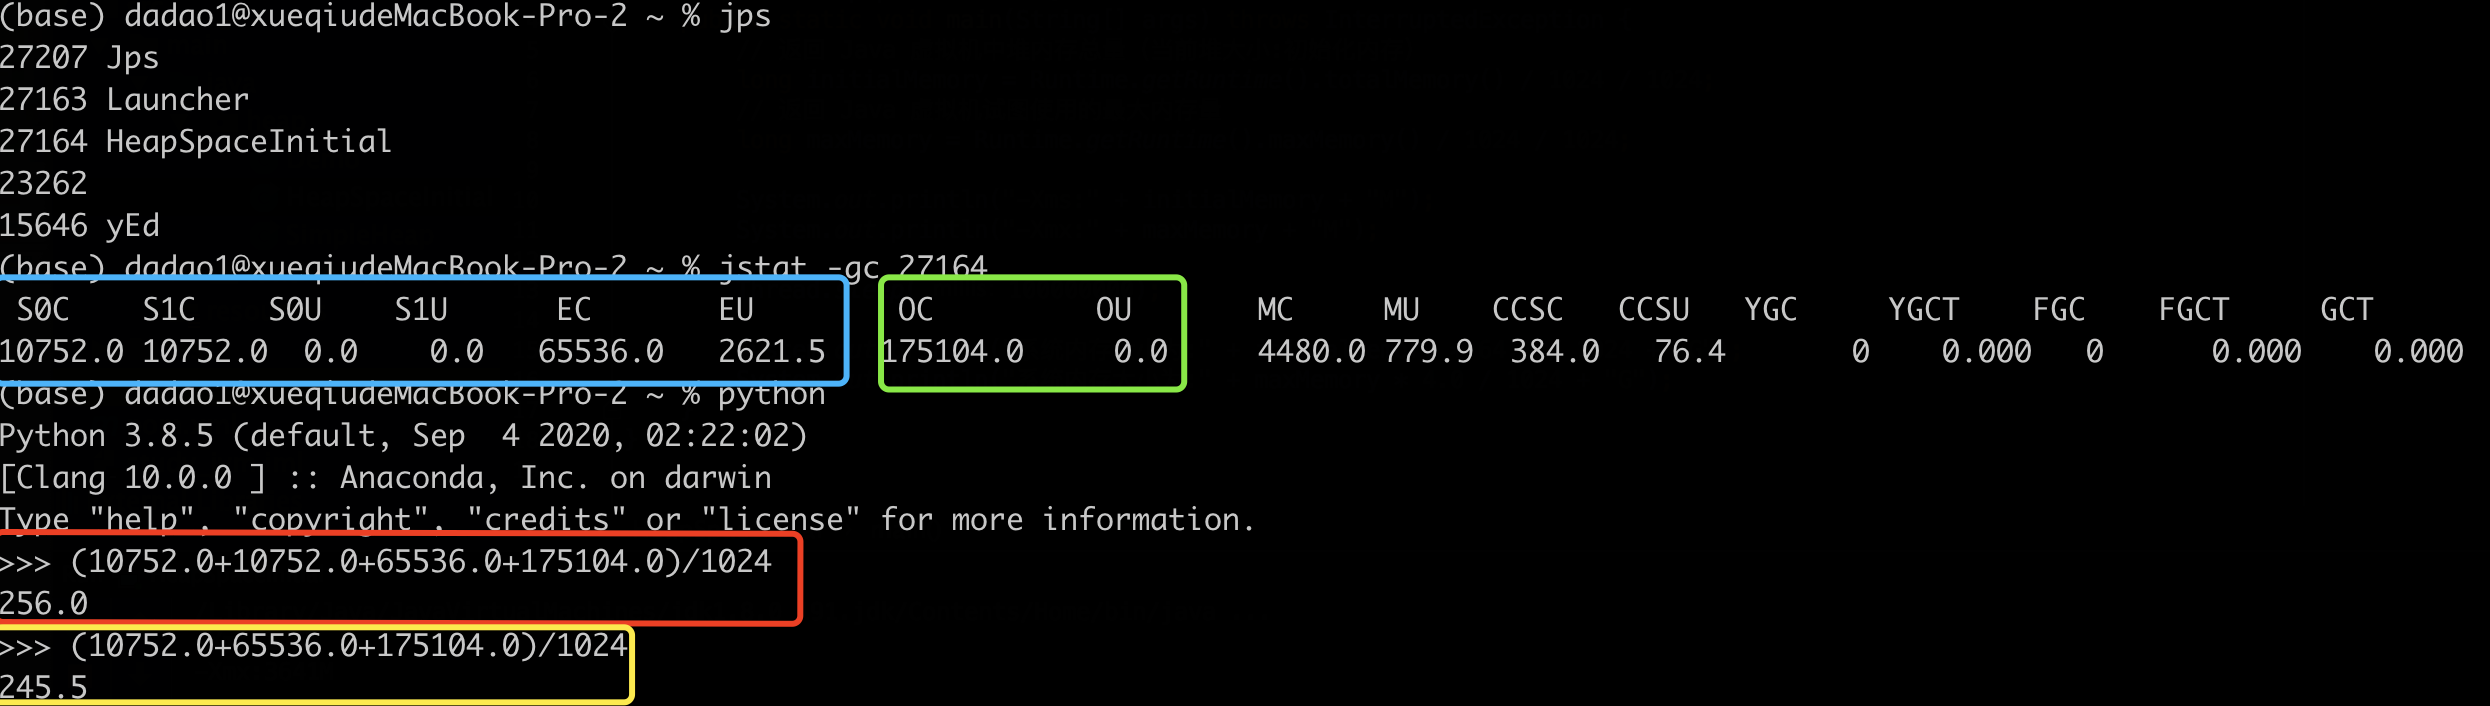 (base) dadao1@xueqiudeMacBook-Pro-2 ~ % jps
27207 Jps
27163 Launcher
27164 HeapSpaceInitial
23262
15646 yEd
(base) dadao1@xueqiudeMacBook-Pro-2 ~ % jstat -gc 27164
S0C S1C S0U S1U EC EU OC OU MC MU CCSC CCSU YGC YGCT FGC FGCT GCT
10752.0 10752.0 0.0 0.0 65536.0 2621.5 175104.0 0.0 4480.0 779.9 384.0 76.4 0 0.000 0 0.000 0.000
(base) dadao1@xueqiudeMacBook-Pro-2 ~ % python
Python 3.8.5 (default, Sep  4 2020, 02:22:02)
[Clang 10.0.0 ] :: Anaconda, Inc. on darwin
Type "help", "copyright", "credits" or "license" for more information.
>>> (10752.0+10752.0+65536.0+175104.0)/1024
256.0
>>> (10752.0+65536.0+175104.0)/1024
245.5